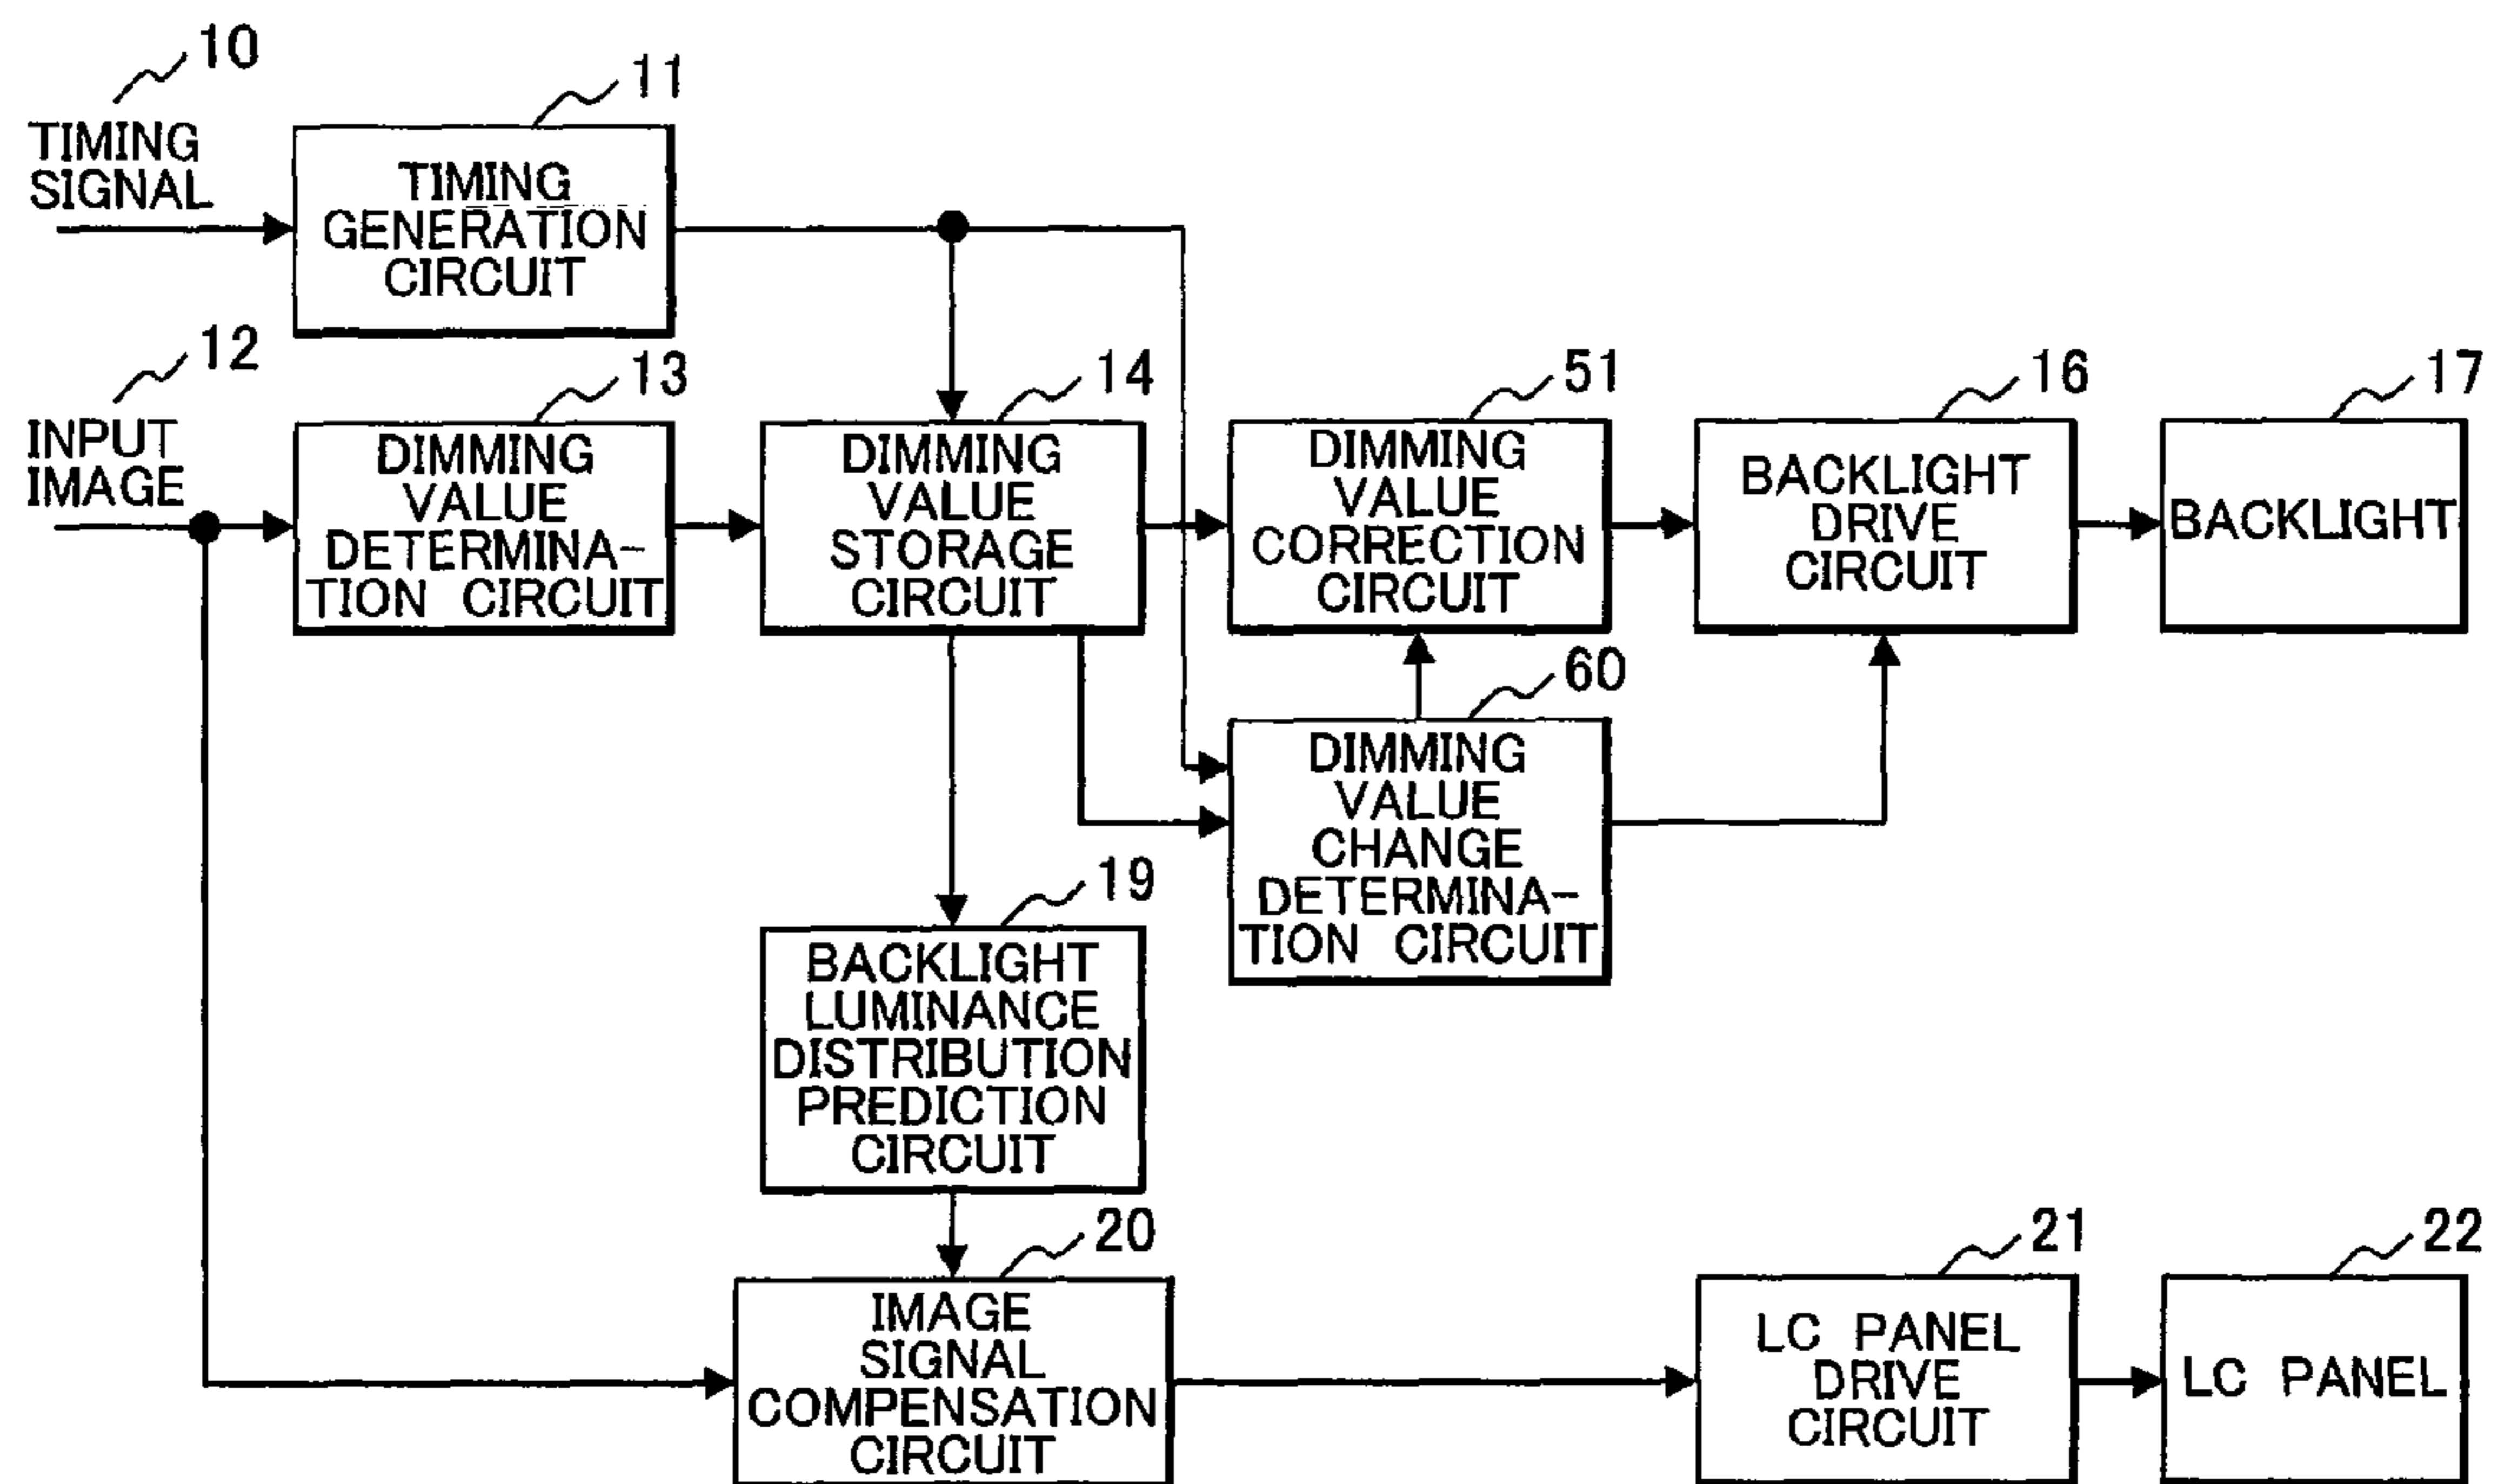 10
11
TIMING
SIGNAL
TIMING
GENERATION
CIRCUIT
12
13
14
51
16
17
INPUT
IMAGE
DIMMING
VALUE
DETERMINA-
TION CIRCUIT
DIMMING
VALUE
STORAGE
CIRCUIT
DIMMING
VALUE
CORRECTION
CIRCUIT
BACKLIGHT
DRIVE
CIRCUIT
BACKLIGHT
60
DIMMING
VALUE
CHANGE
DETERMINA-
TION CIRCUIT
19
BACKLIGHT
LUMINANCE
DISTRIBUTION
PREDICTION
CIRCUIT
20
21
22
IMAGE
SIGNAL
COMPENSATION
CIRCUIT
LC PANEL
DRIVE
CIRCUIT
LC PANEL